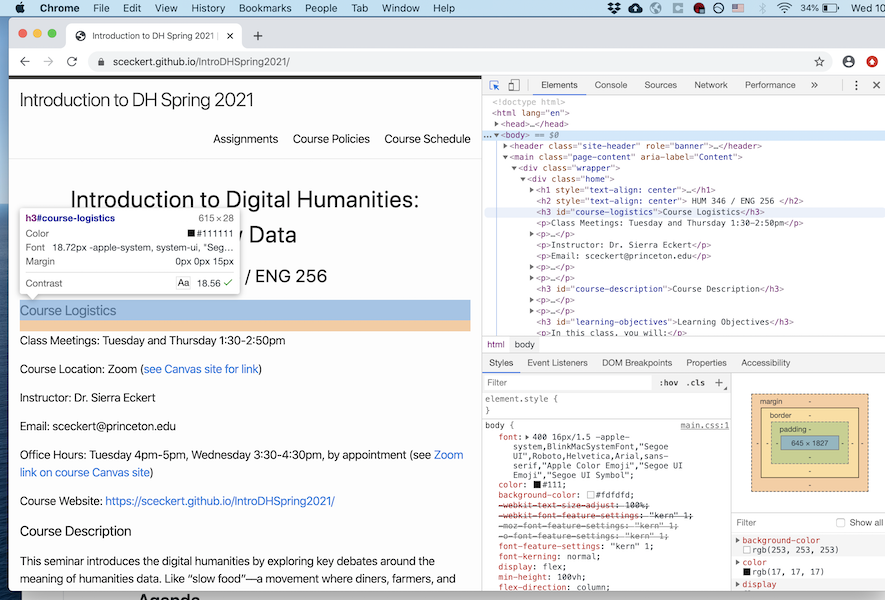 Chrome File Edit View History Bookmarks People Tab Window Help 34% Wed 10
Introduction to DH Spring 2021
sceckert.github.io/IntroDHSpring2021/
Introduction to DH Spring 2021
Assignments Course Policies Course Schedule
Introduction to Digital Humanities:
Data
/ ENG 256
h3#course-logistics 615 × 28
Color #111111
Font 18.72px -apple-system, system-ui, "Seg...
Margin 0px 0px 15px
Contrast Aa 18.56 ✓
Course Logistics
Class Meetings: Tuesday and Thursday 1:30-2:50pm
Course Location: Zoom (see Canvas site for link)
Instructor: Dr. Sierra Eckert
Email: sceckert@princeton.edu
Office Hours: Tuesday 4pm-5pm, Wednesday 3:30-4:30pm, by appointment (see Zoom
link on course Canvas site)
Course Website: https://sceckert.github.io/IntroDHSpring2021/
Course Description
This seminar introduces the digital humanities by exploring key debates around the
meaning of humanities data. Like "slow food"—a movement where diners, farmers, and
Elements Console Sources Network Performance »
<!doctype html>
<html lang="en">
▶<head>…</head>
…▼<body> == $0
▶<header class="site-header" role="banner">…</header>
▼<main class="page-content" aria-label="Content">
▼<div class="wrapper">
▼<div class="home">
▶<h1 style="text-align: center">…</h1>
<h2 style="text-align: center"> HUM 346 / ENG 256 </h2>
<h3 id="course-logistics">Course Logistics</h3>
<p>Class Meetings: Tuesday and Thursday 1:30-2:50pm</p>
▶<p>…</p>
<p>Instructor: Dr. Sierra Eckert</p>
<p>Email: sceckert@princeton.edu</p>
▶<p>…</p>
▶<p>…</p>
<h3 id="course-description">Course Description</h3>
▶<p>…</p>
▶<p>…</p>
<h3 id="learning-objectives">Learning Objectives</h3>
<p>In this course, you will:</p>
html body
Styles Event Listeners DOM Breakpoints Properties Accessibility
Filter :hov .cls +
element.style {
}
body { main.css:1
font: ▶ 400 16px/1.5 -apple-
system,BlinkMacSystemFont,"Segoe
UI",Roboto,Helvetica,Arial,sans-
serif,"Apple Color Emoji","Segoe UI
Emoji","Segoe UI Symbol";
color: #111;
background-color: #fdfdfd;
-webkit-text-size-adjust: 100%;
-webkit-font-feature-settings: "kern" 1;
-moz-font-feature-settings: "kern" 1;
-o-font-feature-settings: "kern" 1;
font-feature-settings: "kern" 1;
font-kerning: normal;
display: flex;
min-height: 100vh;
flex-direction: column;
margin -
border -
padding -
645 × 1827
Filter Show all
▶ background-color
rgb(253, 253, 253)
▶ color
rgb(17, 17, 17)
▶ display